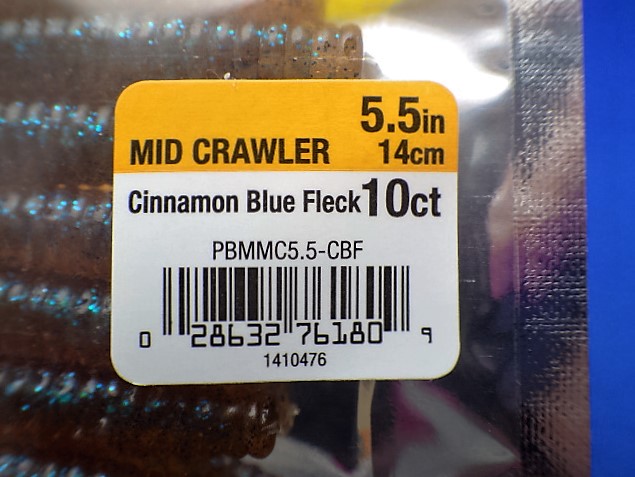 5.5in
MID CRAWLER 14cm
Cinnamon Blue Fleck 10ct
PBMMC5.5-CBF
0 28632 76180 9
1410476